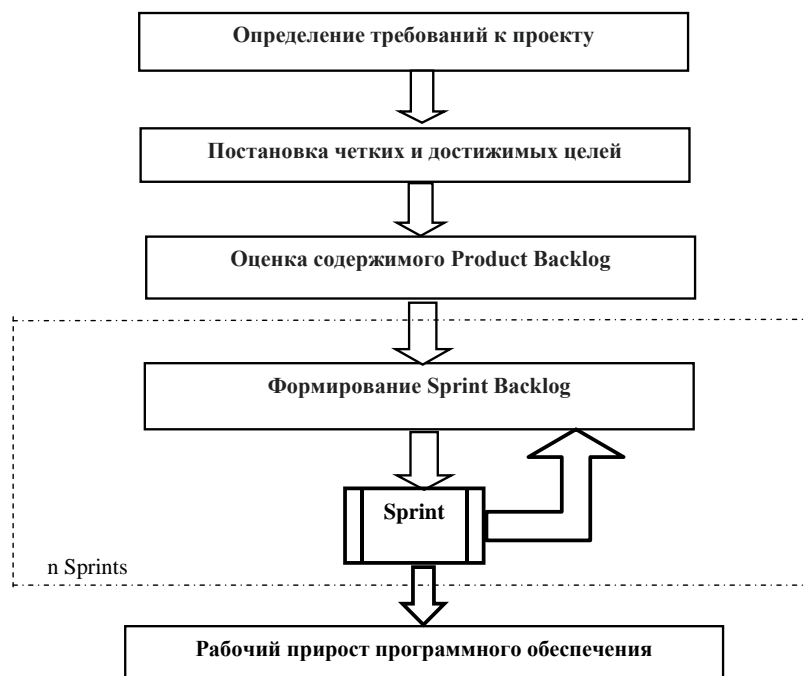 Определение требований к проекту
Постановка четких и достижимых целей
Оценка содержимого Product Backlog
Формирование Sprint Backlog
Sprint
n Sprints
Рабочий прирост программного обеспечения